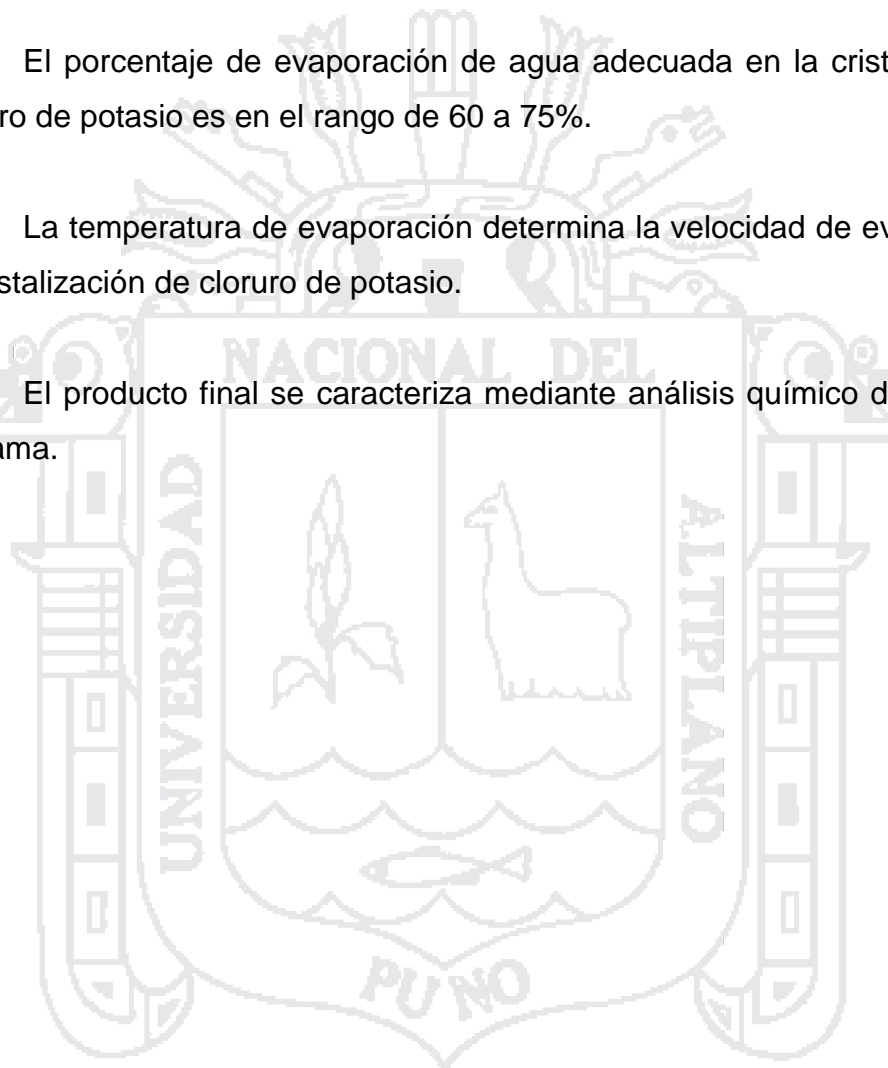 El porcentaje de evaporación de agua adecuada en la crist
ro de potasio es en el rango de 60 a 75%.
La temperatura de evaporación determina la velocidad de ev
stalización de cloruro de potasio.
NACIONAL DEL
El producto final se caracteriza mediante análisis químico d
ama.
UNIVERSIDAD
ALTIPLANO
PUNO